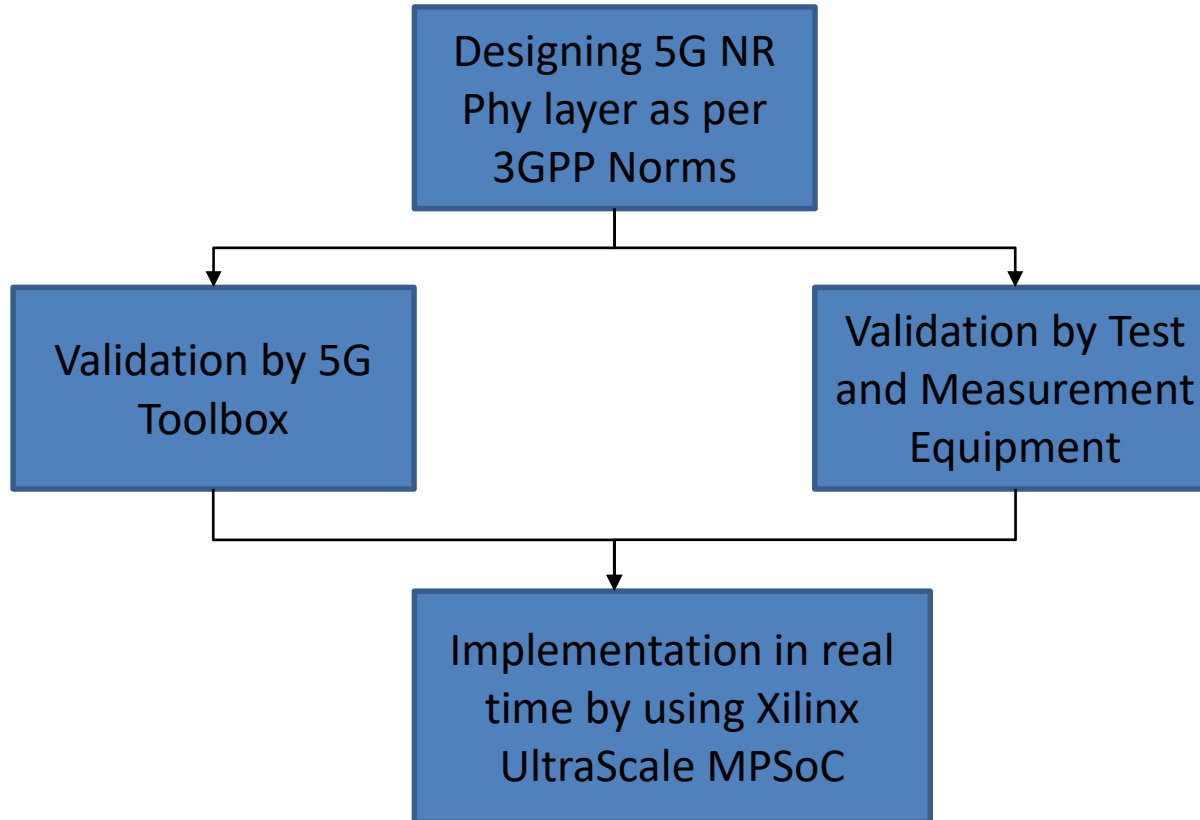 Designing 5G NR
Phy layer as per
3GPP Norms
Validation by 5G
Toolbox
Validation by Test
and Measurement
Equipment
Implementation in real
time by using Xilinx
UltraScale MPSoC